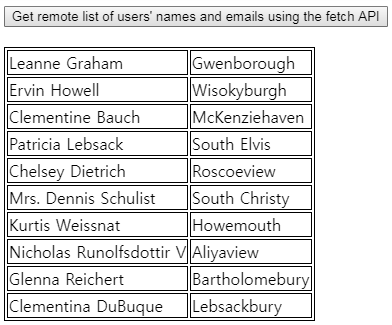 Get remote list of users' names and emails using the fetch API
Leanne Graham Gwenborough
Ervin Howell Wisokyburgh
Clementine Bauch McKenziehaven
Patricia Lebsack South Elvis
Chelsey Dietrich Roscoeview
Mrs. Dennis Schulist South Christy
Kurtis Weissnat Howemouth
Nicholas Runolfsdottir V Aliyaview
Glenna Reichert Bartholomebury
Clementina DuBuque Lebsackbury